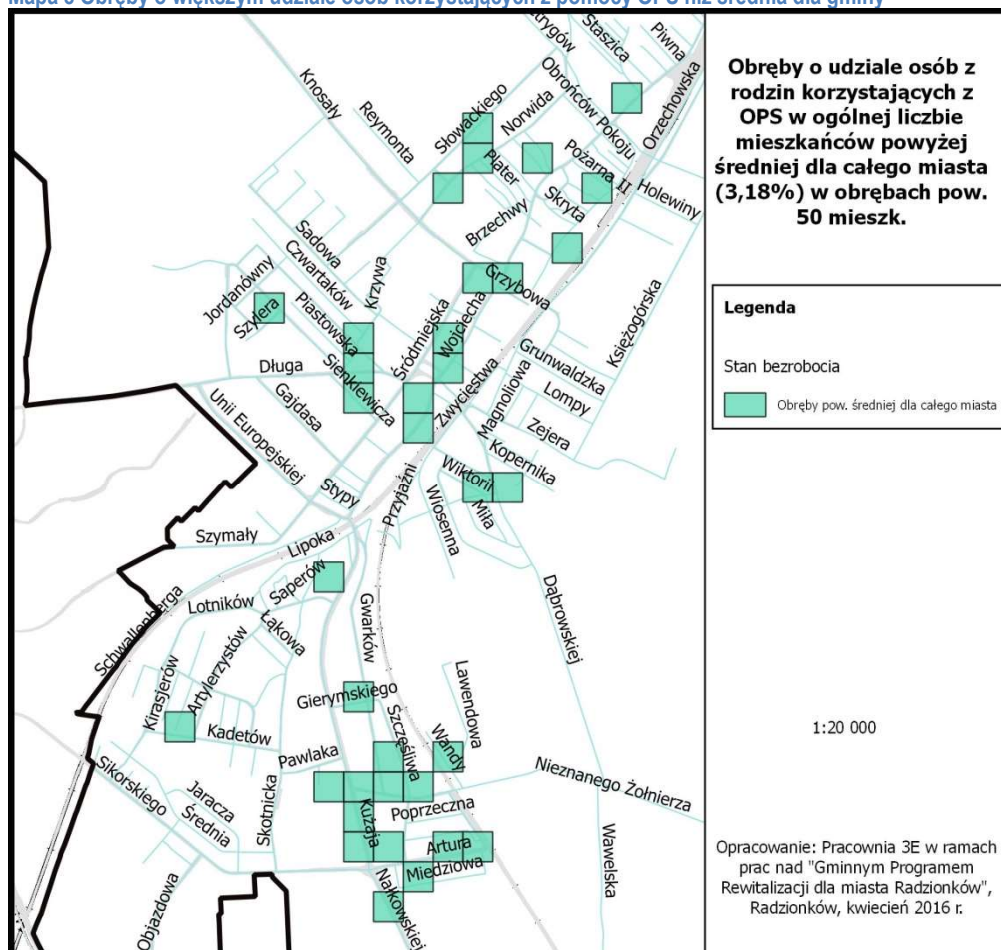 Mapa 6 Obręby o większym udziale osób korzystających z pomocy OPS niż średnia dla gminy
Obręby o udziale osób z
rodzin korzystających z
OPS w ogólnej liczbie
mieszkańców powyżej
średniej dla całego miasta
(3,18%) w obrębach pow.
50 mieszk.
Legenda
Stan bezrobocia
Obręby pow. średniej dla całego miasta
1:20 000
Opracowanie: Pracownia 3E w ramach
prac nad "Gminnym Programem
Rewitalizacji dla miasta Radzionków",
Radzionków, kwiecień 2016 r.
Staszica
Piwna
Knosały
Reymonta
Słowackiego
Norwida
Obrońców Pokoju
Orzechowska
Plater
Pożarna II
Holewiny
Skryta
Brzechwy
Sadowa
Czwartaków
Krzywa
Grzybowa
Jordanówny
Szylera
Piastowska
Śródmiejska
Wojciecha
Księżogórska
Długa
Sienkiewicza
Zwycięstwa
Grunwaldzka
Gajdasa
Magnoliowa
Lompy
Unii Europejskiej
Zejera
Kopernika
Stypy
Przyjaźni
Wiktorii
Wiosenna
Miła
Szymały
Lipoka
Saperów
Dąbrowskiej
Schwallenberga
Lotników
Łąkowa
Gwarków
Kirasjerów
Artylerzystów
Gierymskiego
Lawendowa
Kadetów
Pawlaka
Szczęśliwa
Wandy
Sikorskiego
Nieznanego Żołnierza
Jaracza
Średnia
Skotnicka
Kużaja
Poprzeczna
Artura
Miedziowa
Wawelska
Objazdowa
Nałkowskiej